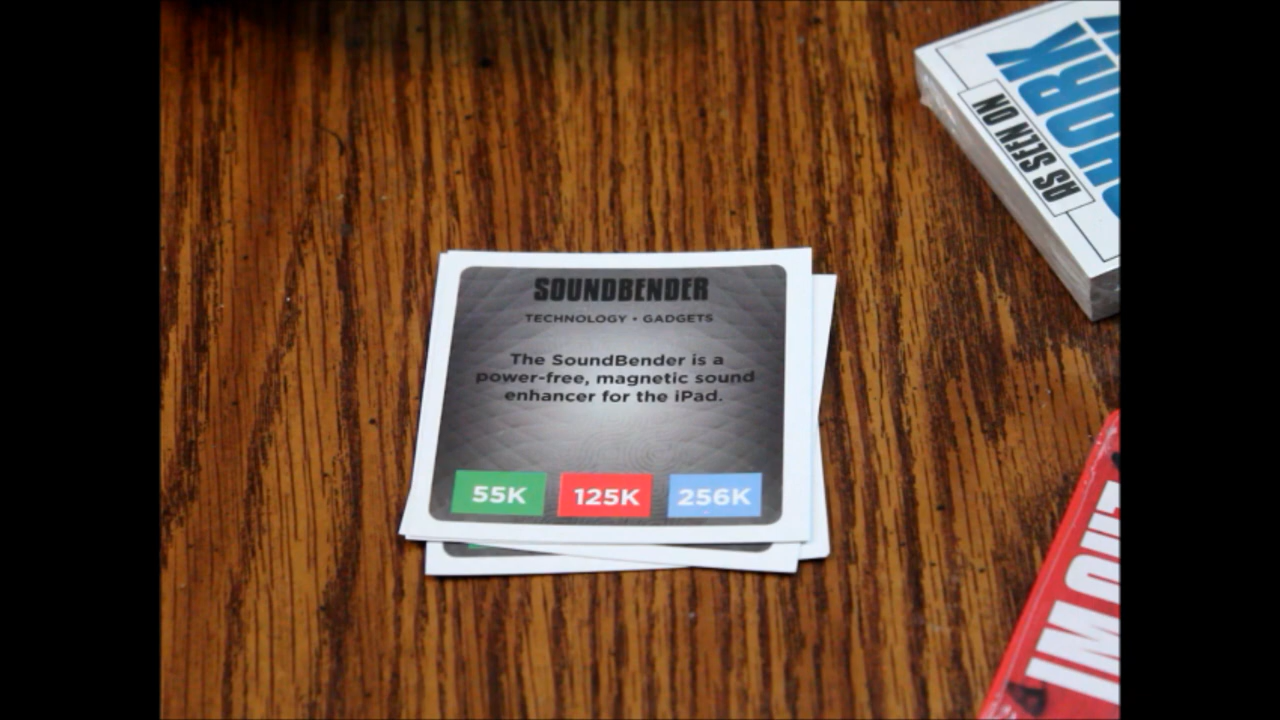 SOUNDBENDER
TECHNOLOGY • GADGETS
The SoundBender is a
power-free, magnetic sound
enhancer for the iPad.
55K 125K 256K
AS SEEN ON
I'M OUT